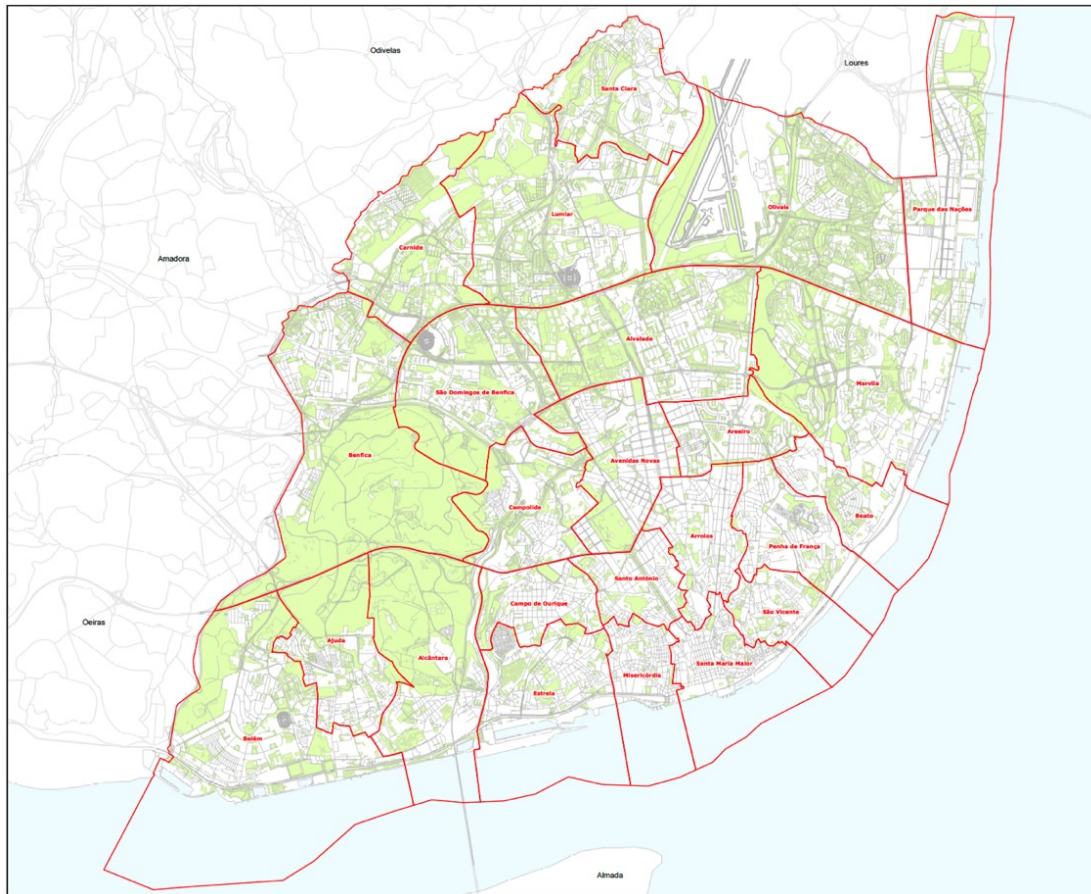 Odivelas
Loures
Santa Clara
Lumiar
Olivais
Parque das Nações
Carnide
Amadora
Alvalade
Marvila
São Domingos de Benfica
Areeiro
Benfica
Avenidas Novas
Campolide
Beato
Arroios
Penha de França
Santo António
Campo de Ourique
São Vicente
Oeiras
Ajuda
Alcântara
Santa Maria Maior
Misericórdia
Estrela
Belém
Almada